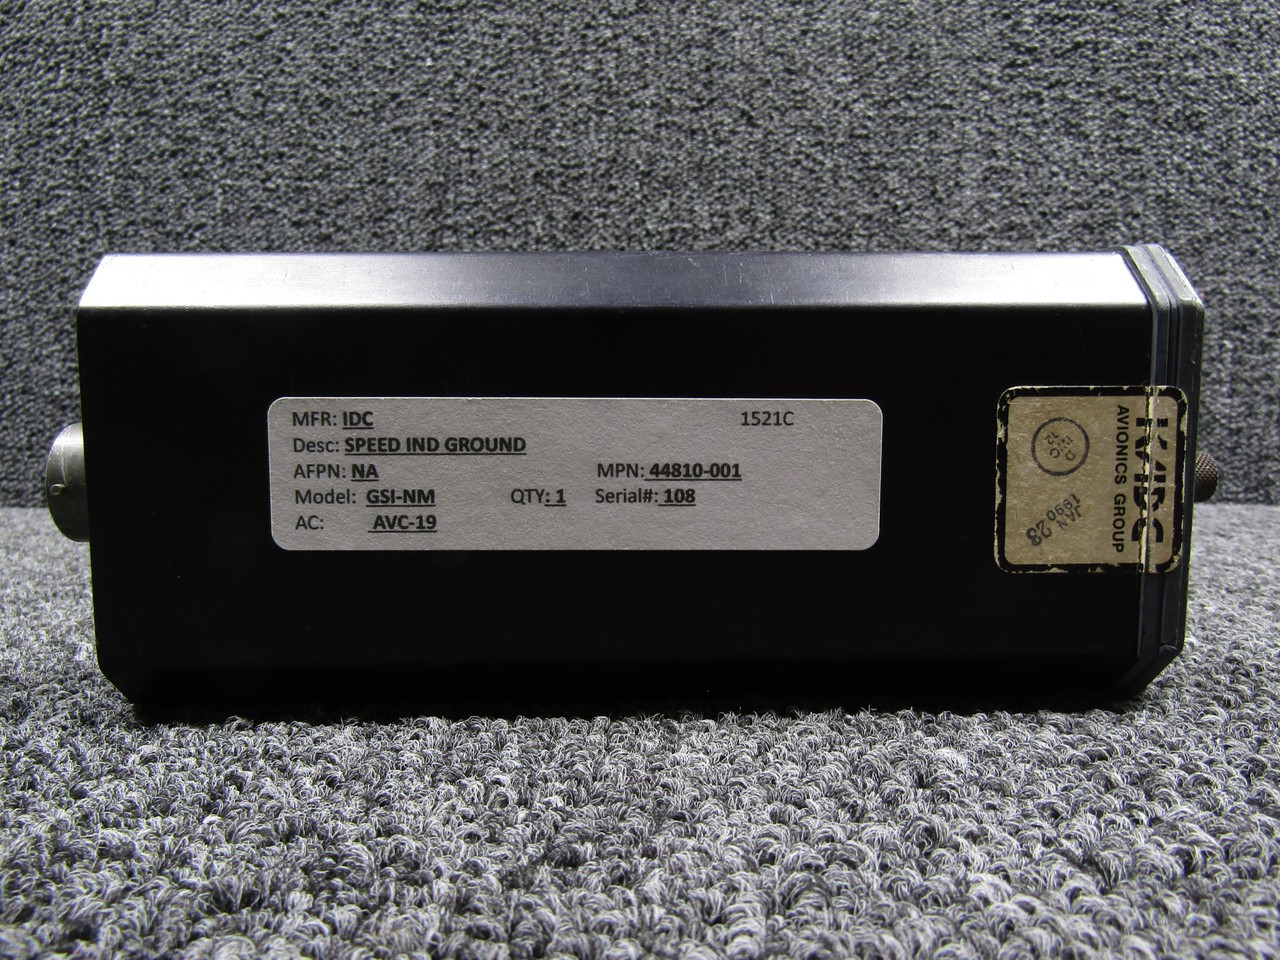 MFR: IDC 1521C
Desc: SPEED IND GROUND
AFPN: NA MPN: 44810-001
Model: GSI-NM QTY: 1 Serial#: 108
AC: AVC-19
AVIONICS GROUP
JAN 28
1990